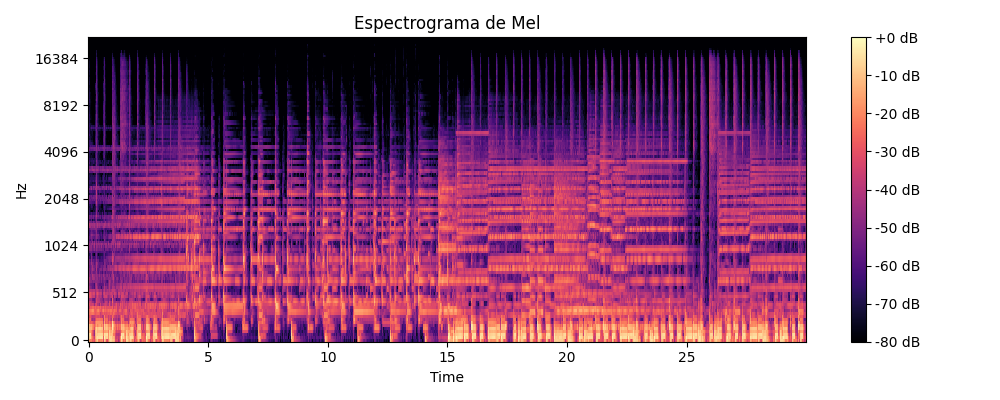 Espectrograma de Mel
Hz
16384
8192
4096
2048
1024
512
0
0 5 10 15 20 25
Time
+0 dB
-10 dB
-20 dB
-30 dB
-40 dB
-50 dB
-60 dB
-70 dB
-80 dB